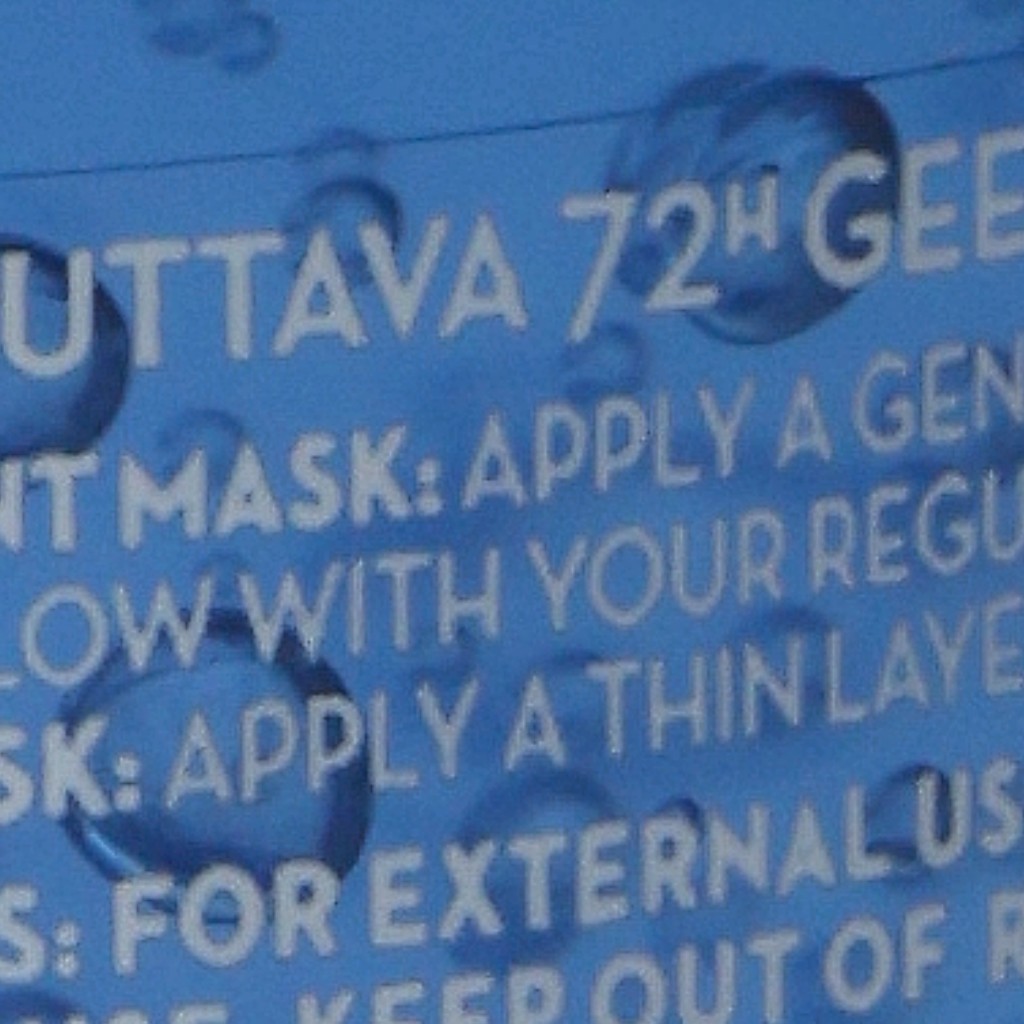 UTTAVA 72H GEE
NT MASK: APPLY A GEN
LOW WITH YOUR REGU
SK: APPLY A THIN LAYE
S: FOR EXTERNAL US
KEEP OUT OF R